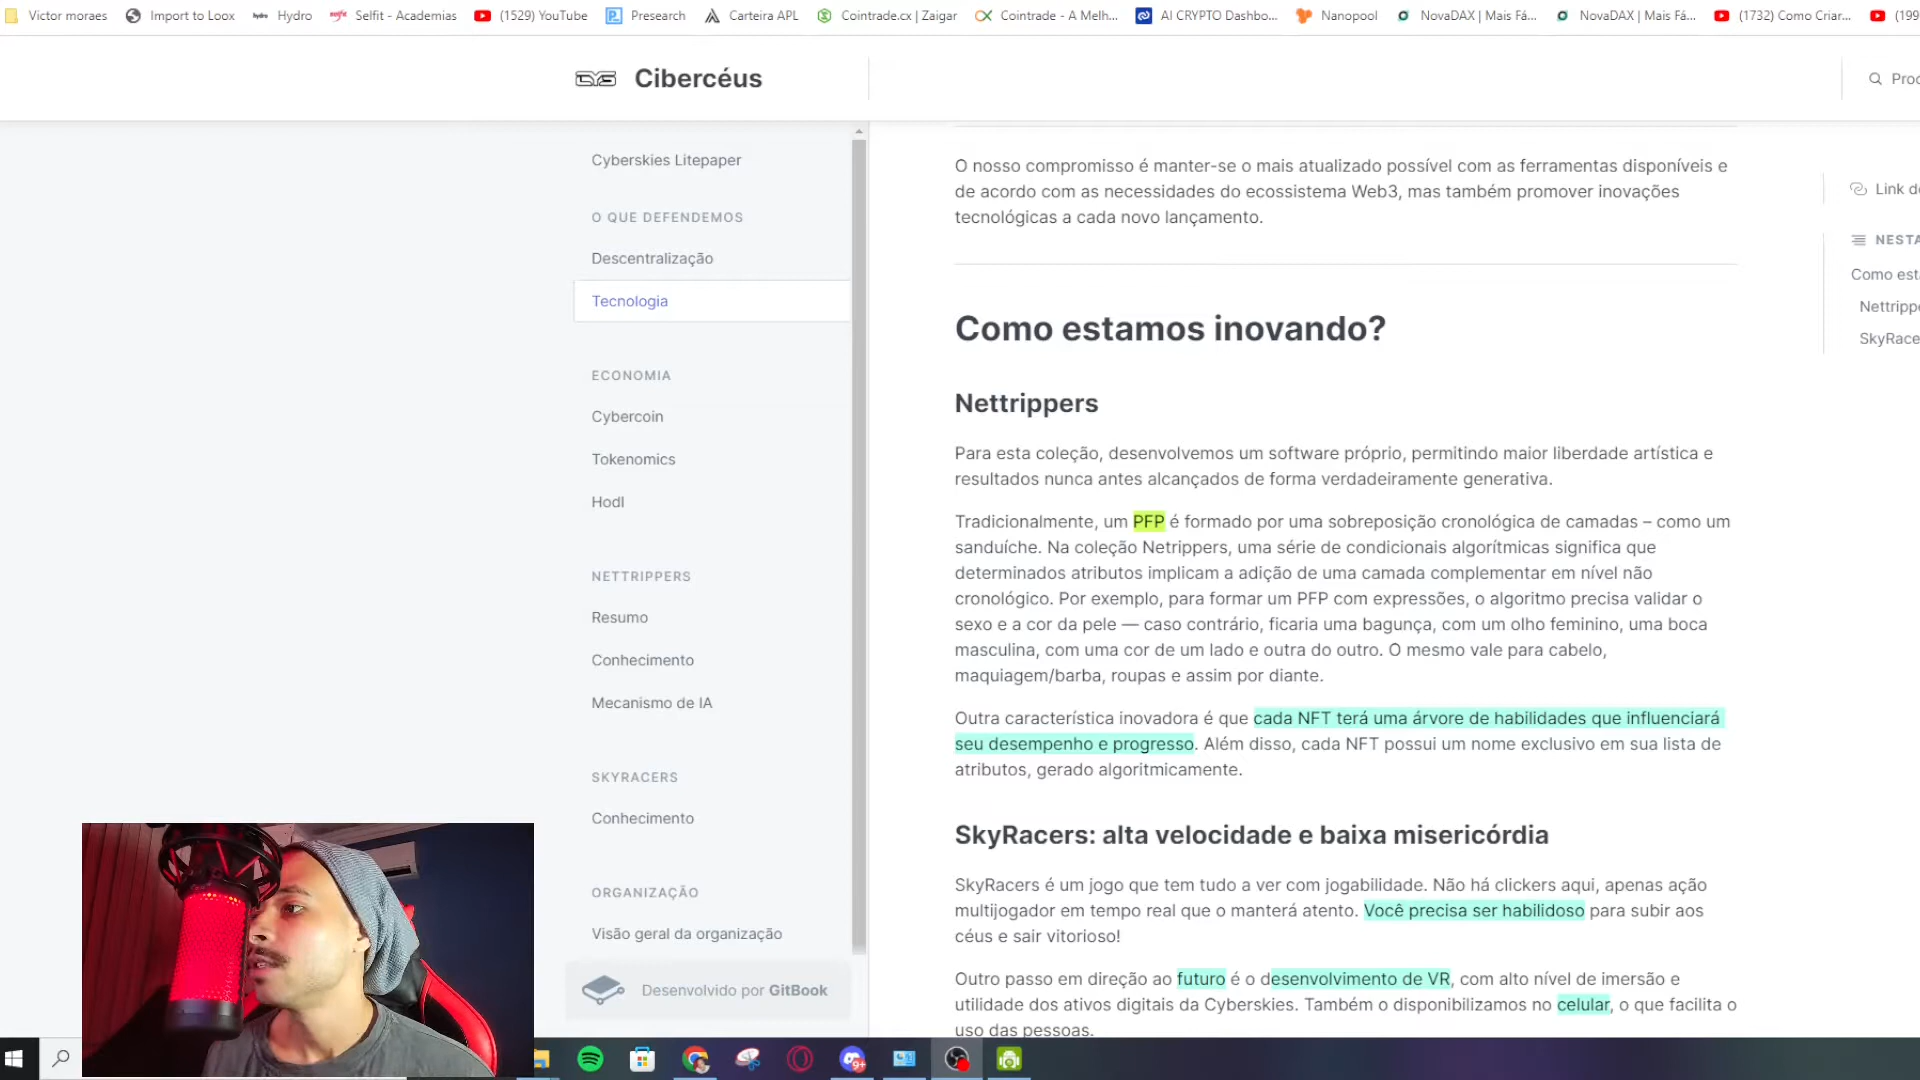 Victor moraes
Import to Loox
Hydro
Selfit - Academias
(1529) YouTube
Presearch
Carteira APL
Cointrade.cx | Zaigar
Cointrade - A Melh...
AI CRYPTO Dashbo...
Nanopool
NovaDAX | Mais Fá...
NovaDAX | Mais Fá...
(1732) Como Criar...
(199
Cibercéus
Proc
Cyberskies Litepaper
O QUE DEFENDEMOS
Descentralização
Tecnologia
ECONOMIA
Cybercoin
Tokenomics
Hodl
NETTRIPPERS
Resumo
Conhecimento
Mecanismo de IA
SKYRACERS
Conhecimento
ORGANIZAÇÃO
Visão geral da organização
Desenvolvido por GitBook
O nosso compromisso é manter-se o mais atualizado possível com as ferramentas disponíveis e
de acordo com as necessidades do ecossistema Web3, mas também promover inovações
tecnológicas a cada novo lançamento.
Como estamos inovando?
Nettrippers
Para esta coleção, desenvolvemos um software próprio, permitindo maior liberdade artística e
resultados nunca antes alcançados de forma verdadeiramente generativa.
Tradicionalmente, um PFP é formado por uma sobreposição cronológica de camadas – como um
sanduíche. Na coleção Netrippers, uma série de condicionais algorítmicas significa que
determinados atributos implicam a adição de uma camada complementar em nível não
cronológico. Por exemplo, para formar um PFP com expressões, o algoritmo precisa validar o
sexo e a cor da pele — caso contrário, ficaria uma bagunça, com um olho feminino, uma boca
masculina, com uma cor de um lado e outra do outro. O mesmo vale para cabelo,
maquiagem/barba, roupas e assim por diante.
Outra característica inovadora é que cada NFT terá uma árvore de habilidades que influenciará
seu desempenho e progresso. Além disso, cada NFT possui um nome exclusivo em sua lista de
atributos, gerado algoritmicamente.
SkyRacers: alta velocidade e baixa misericórdia
SkyRacers é um jogo que tem tudo a ver com jogabilidade. Não há clickers aqui, apenas ação
multijogador em tempo real que o manterá atento. Você precisa ser habilidoso para subir aos
céus e sair vitorioso!
Outro passo em direção ao futuro é o desenvolvimento de VR, com alto nível de imersão e
utilidade dos ativos digitais da Cyberskies. Também o disponibilizamos no celular, o que facilita o
uso das pessoas.
Link de
NESTA
Como esta
Nettrippe
SkyRace
9+